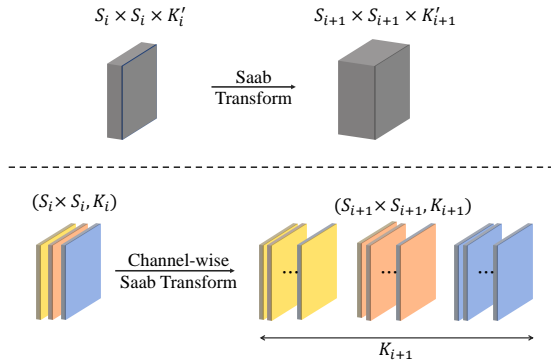 S_i × S_i × K′_i
S_{i+1} × S_{i+1} × K′_{i+1}
Saab
Transform
(S_i × S_i, K_i)
(S_{i+1} × S_{i+1}, K_{i+1})
Channel-wise
Saab Transform
...
...
...
K_{i+1}